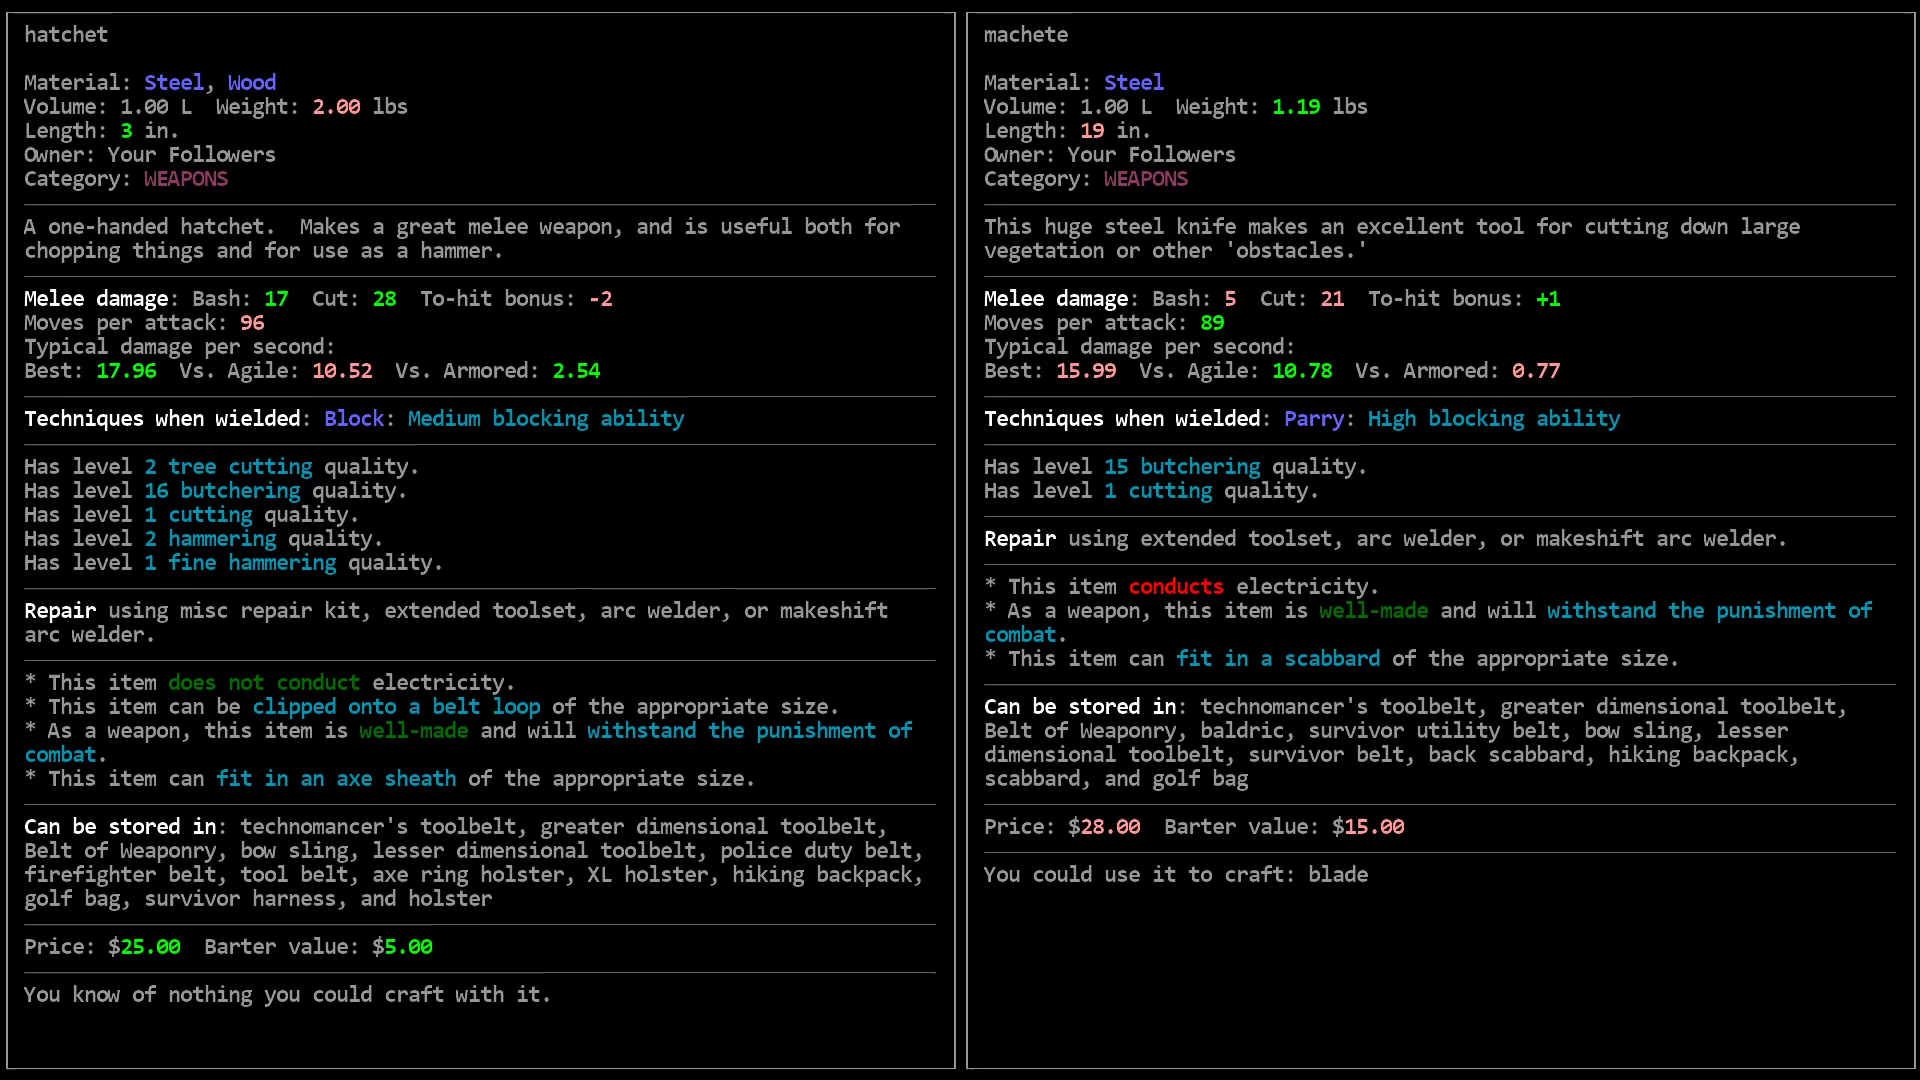 hatchet
Material: Steel, Wood
Volume: 1.00 L  Weight: 2.00 lbs
Length: 3 in.
Owner: Your Followers
Category: WEAPONS
A one-handed hatchet.  Makes a great melee weapon, and is useful both for
chopping things and for use as a hammer.
Melee damage: Bash: 17  Cut: 28  To-hit bonus: -2
Moves per attack: 96
Typical damage per second:
Best: 17.96  Vs. Agile: 10.52  Vs. Armored: 2.54
Techniques when wielded: Block: Medium blocking ability
Has level 2 tree cutting quality.
Has level 16 butchering quality.
Has level 1 cutting quality.
Has level 2 hammering quality.
Has level 1 fine hammering quality.
Repair using misc repair kit, extended toolset, arc welder, or makeshift
arc welder.
* This item does not conduct electricity.
* This item can be clipped onto a belt loop of the appropriate size.
* As a weapon, this item is well-made and will withstand the punishment of
combat.
* This item can fit in an axe sheath of the appropriate size.
Can be stored in: technomancer's toolbelt, greater dimensional toolbelt,
Belt of Weaponry, bow sling, lesser dimensional toolbelt, police duty belt,
firefighter belt, tool belt, axe ring holster, XL holster, hiking backpack,
golf bag, survivor harness, and holster
Price: $25.00  Barter value: $5.00
You know of nothing you could craft with it.
machete
Material: Steel
Volume: 1.00 L  Weight: 1.19 lbs
Length: 19 in.
Owner: Your Followers
Category: WEAPONS
This huge steel knife makes an excellent tool for cutting down large
vegetation or other 'obstacles.'
Melee damage: Bash: 5  Cut: 21  To-hit bonus: +1
Moves per attack: 89
Typical damage per second:
Best: 15.99  Vs. Agile: 10.78  Vs. Armored: 0.77
Techniques when wielded: Parry: High blocking ability
Has level 15 butchering quality.
Has level 1 cutting quality.
Repair using extended toolset, arc welder, or makeshift arc welder.
* This item conducts electricity.
* As a weapon, this item is well-made and will withstand the punishment of
combat.
* This item can fit in a scabbard of the appropriate size.
Can be stored in: technomancer's toolbelt, greater dimensional toolbelt,
Belt of Weaponry, baldric, survivor utility belt, bow sling, lesser
dimensional toolbelt, survivor belt, back scabbard, hiking backpack,
scabbard, and golf bag
Price: $28.00  Barter value: $15.00
You could use it to craft: blade